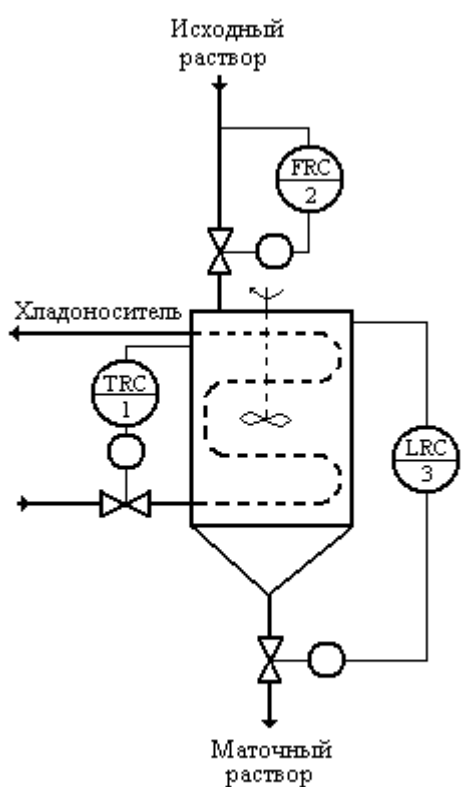 Исходный
раствор
FRC
2
Хладоноситель
TRC
1
LRC
3
Маточный
раствор